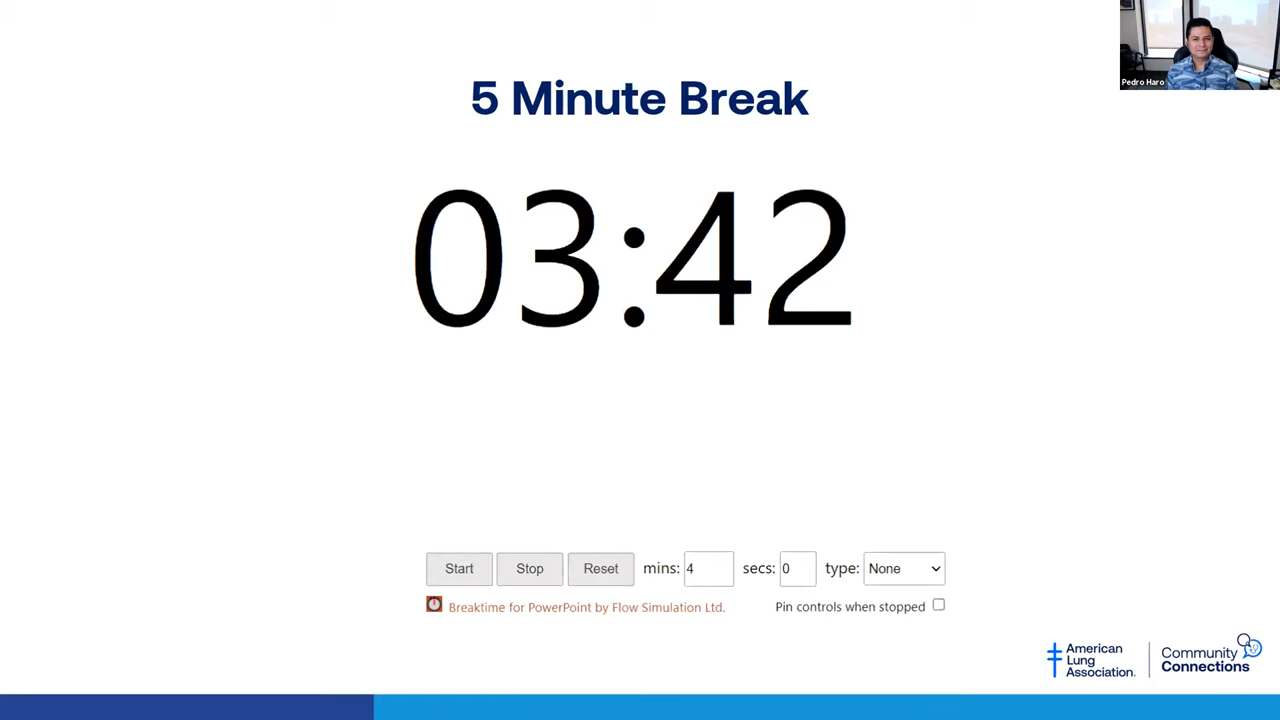 Pedro Haro
5 Minute Break
03:42
Start Stop Reset mins: 4 secs: 0 type: None
Breaktime for PowerPoint by Flow Simulation Ltd. Pin controls when stopped
American
Lung
Association.
Community
Connections